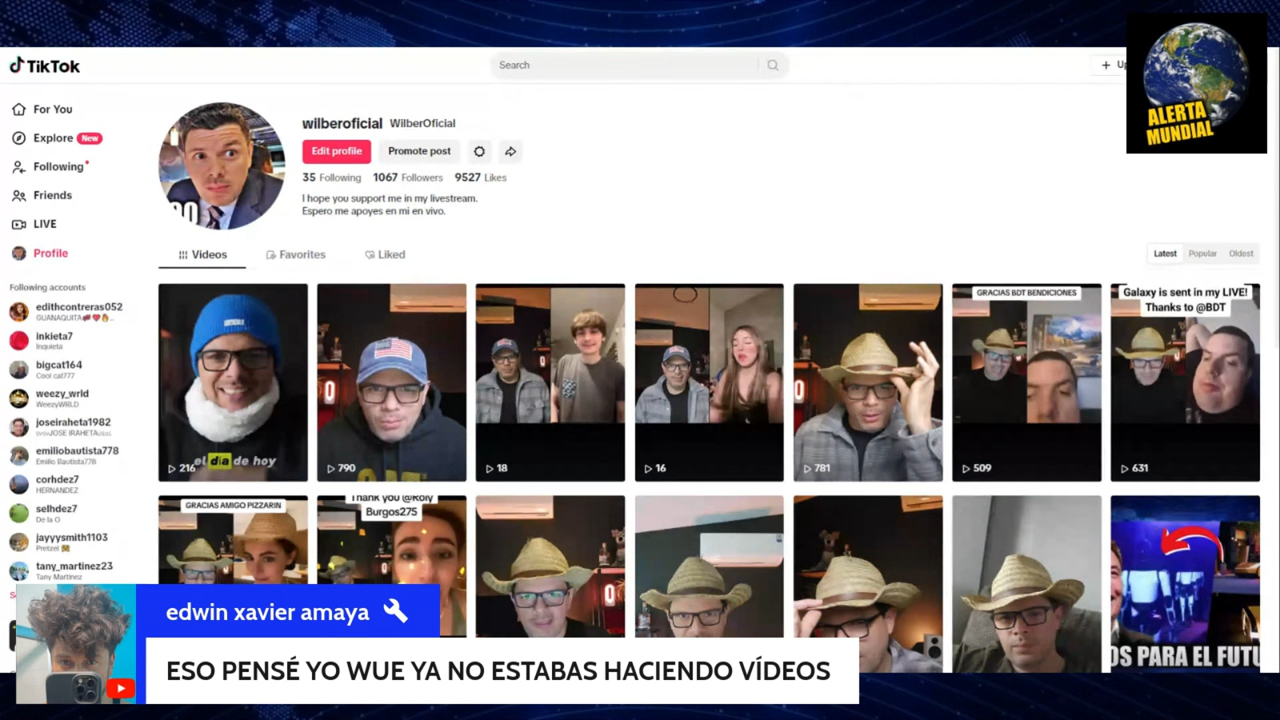 TikTok
Search
ALERTA
MUNDIAL
For You
Explore New
Following
Friends
LIVE
Profile
wilberoficial WilberOficial
Edit profile Promote post
35 Following 1067 Followers 9527 Likes
I hope you support me in my livestream.
Espero me apoyes en mi en vivo.
Videos Favorites Liked
Latest Popular Oldest
Following accounts
edithcontreras052
GUANAQUITA
inkieta7
Inquieta
bigcat164
Cool cat777
weezy_wrld
WeezyWRLD
joseiraheta1982
JOSE IRAHETA
emiliobautista778
Emilio Bautista778
corhdez7
HERNANDEZ
selhdez7
De la O
jayyysmith1103
Pretzel
tany_martinez23
Tany Martinez
el día de hoy
216
790
18
16
781
GRACIAS BDT BENDICIONES
509
Galaxy is sent in my LIVE!
Thanks to @BDT
631
GRACIAS AMIGO PIZZARIN
Thank you @Roly
Burgos275
OS PARA EL FUTU
edwin xavier amaya
ESO PENSÉ YO WUE YA NO ESTABAS HACIENDO VÍDEOS